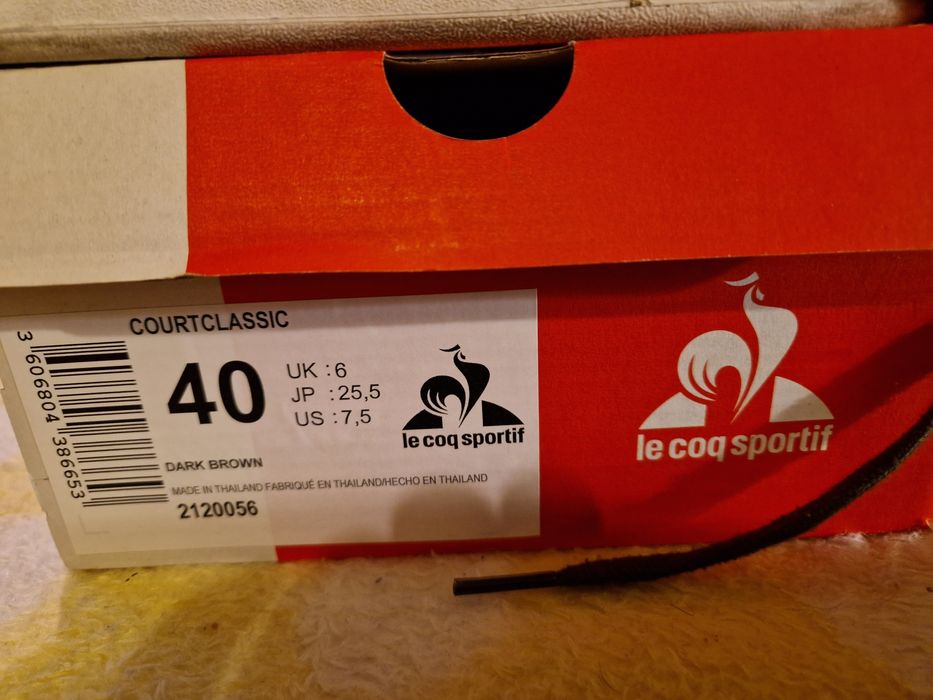 COURTCLASSIC
3 606804 386653
40
UK : 6
JP : 25,5
US : 7,5
le coq sportif
DARK BROWN
MADE IN THAILAND/FABRIQUÉ EN THAILAND/HECHO EN THAILAND
2120056
le coq sportif